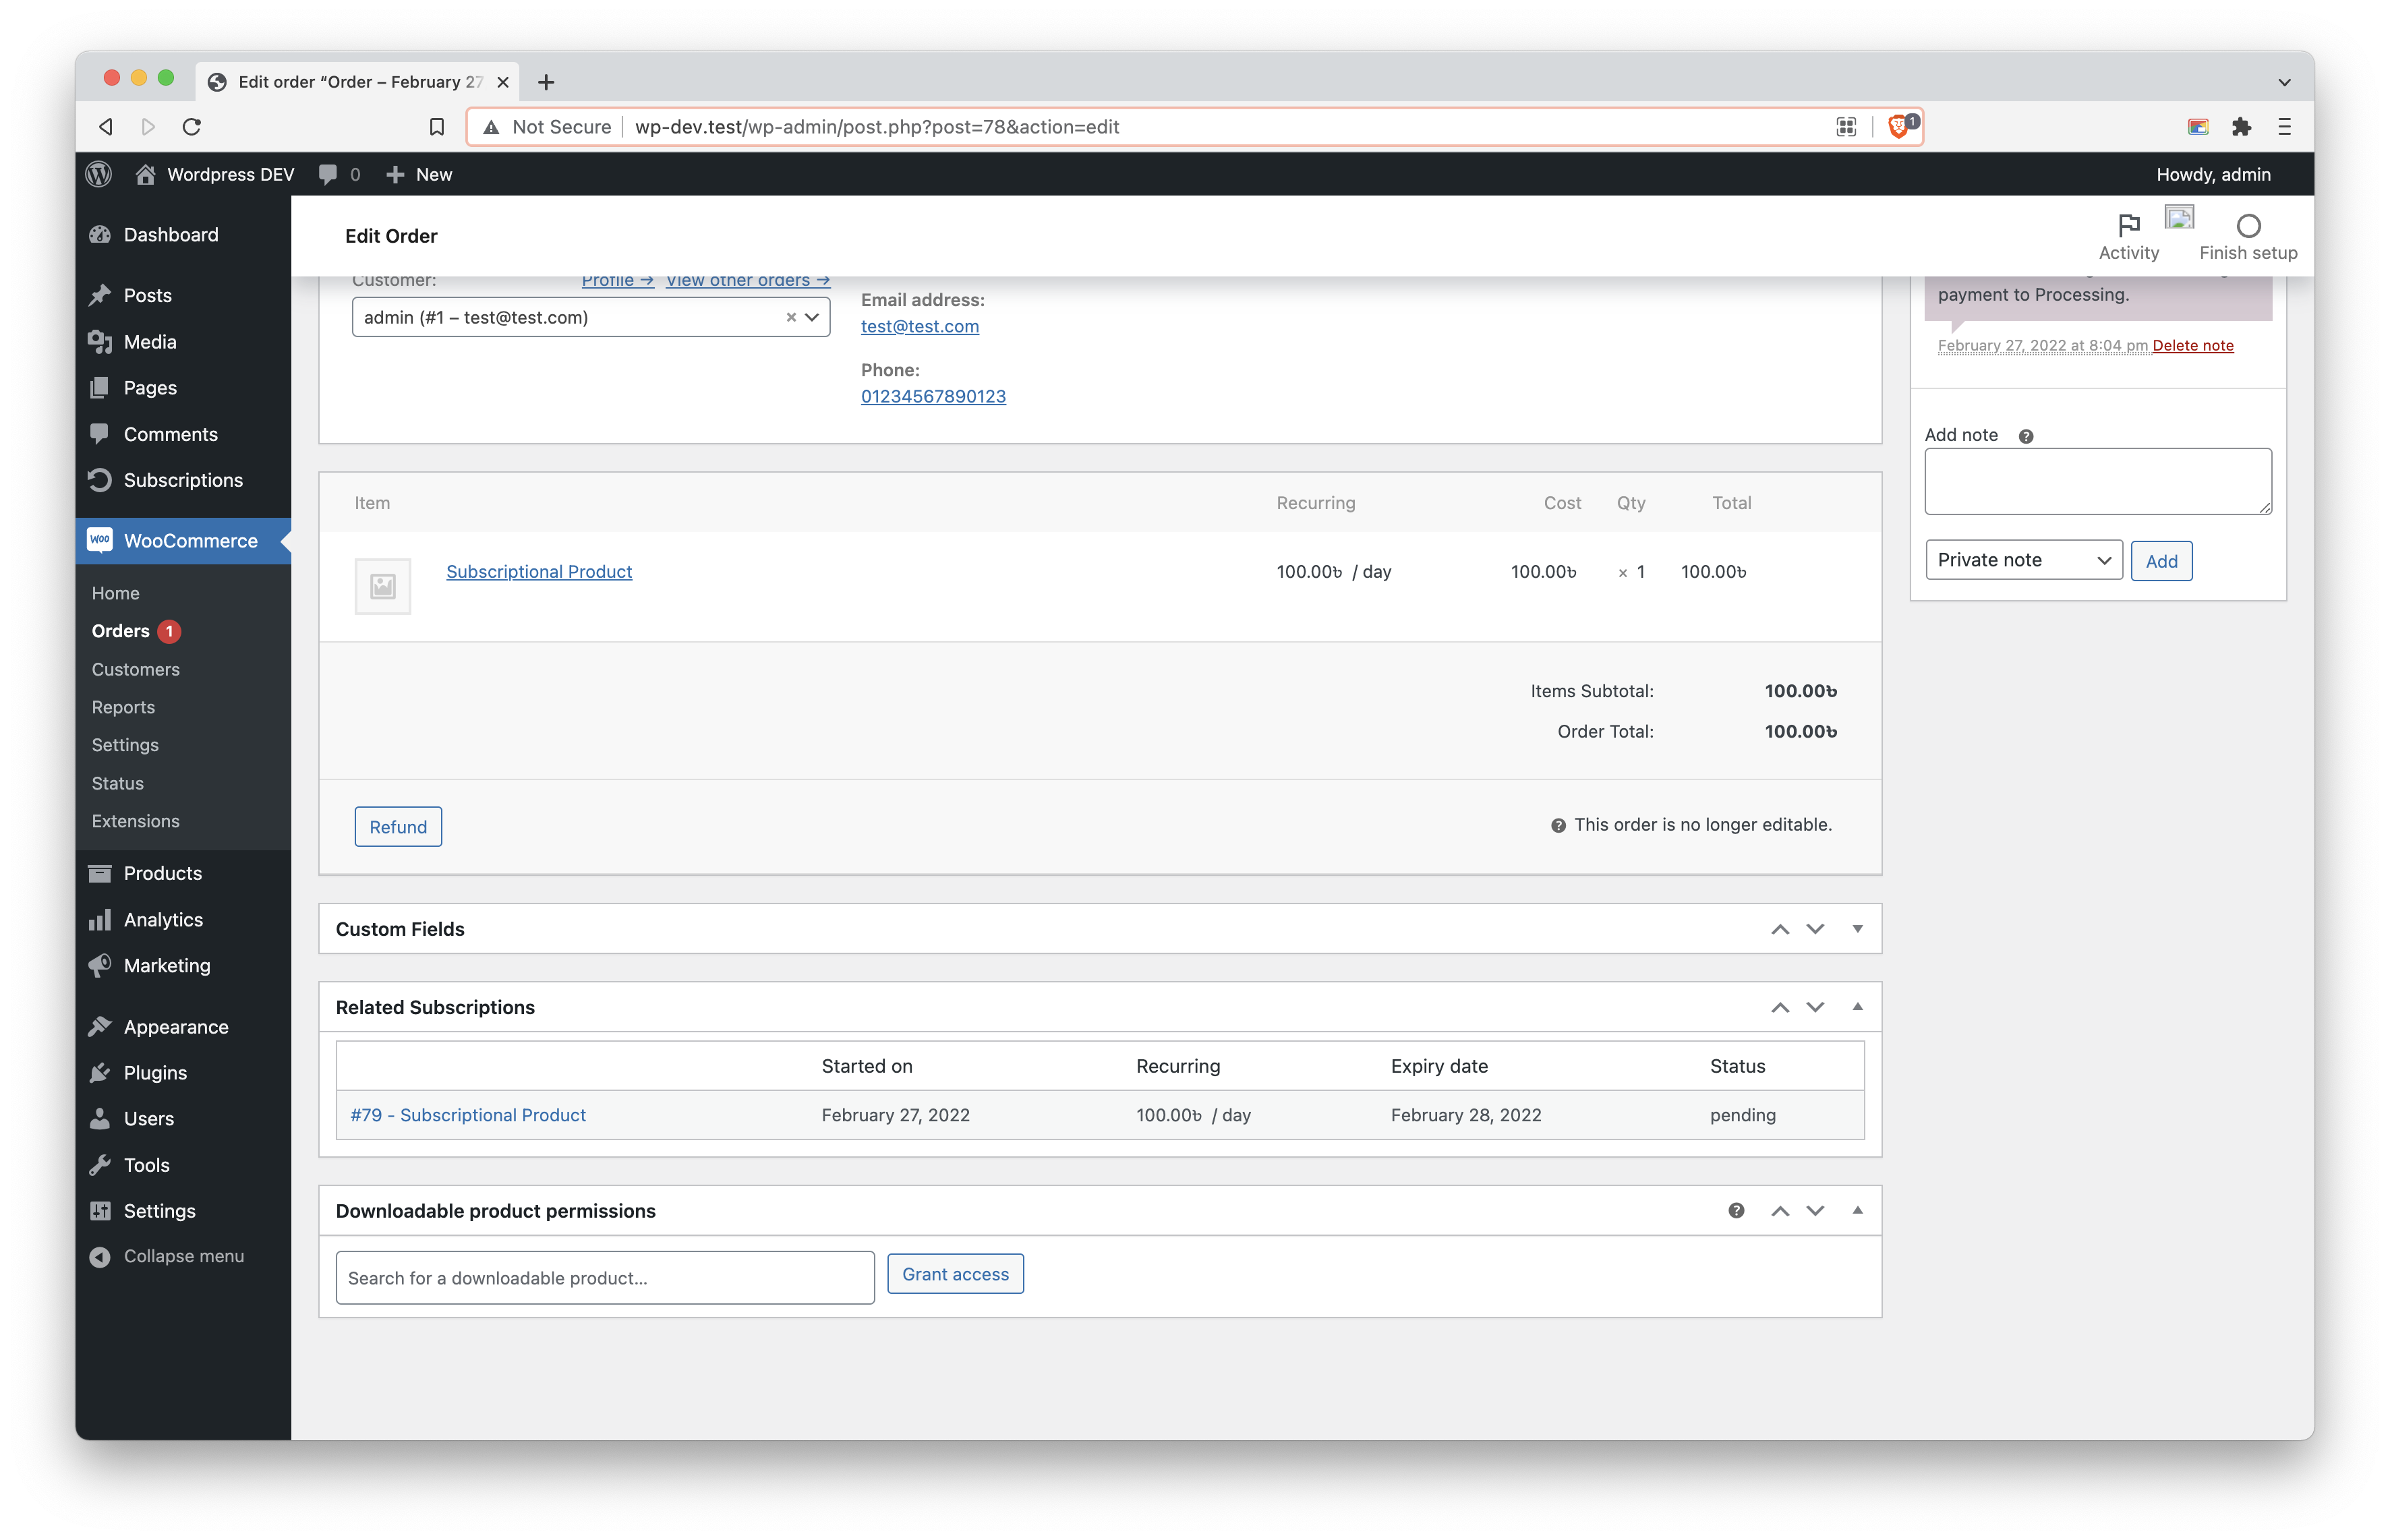 Edit order “Order – February 27
Not Secure
wp-dev.test/wp-admin/post.php?post=78&action=edit
1
Wordpress DEV
0
New
Howdy, admin
Edit Order
Activity
Finish setup
Dashboard
Posts
Media
Pages
Comments
Subscriptions
Woo
WooCommerce
Home
Orders 1
Customers
Reports
Settings
Status
Extensions
Products
Analytics
Marketing
Appearance
Plugins
Users
Tools
Settings
Collapse menu
Customer:
Profile →
View other orders →
admin (#1 – test@test.com)
×
Email address:
test@test.com
Phone:
01234567890123
payment to Processing.
February 27, 2022 at 8:04 pm Delete note
Add note ?
Private note
Add
Item Recurring Cost Qty Total
Subscriptional Product 100.00৳ / day 100.00৳ × 1 100.00৳
Items Subtotal: 100.00৳
Order Total: 100.00৳
Refund
? This order is no longer editable.
Custom Fields
Related Subscriptions
Started on Recurring Expiry date Status
#79 - Subscriptional Product February 27, 2022 100.00৳ / day February 28, 2022 pending
Downloadable product permissions ?
Search for a downloadable product…
Grant access